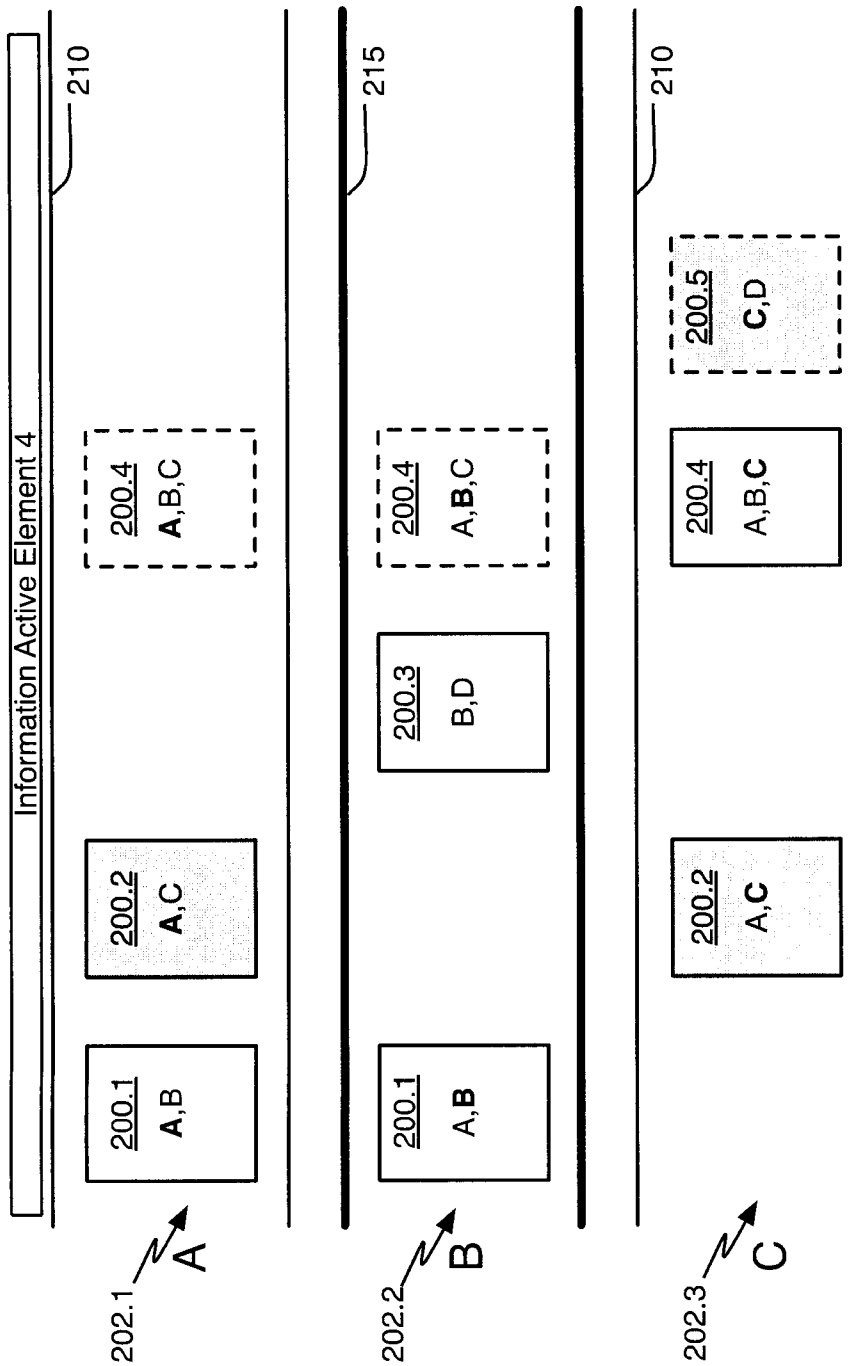 Information Active Element 4
210
202.1
A
200.1
A,B
200.2
A,C
200.4
A,B,C
215
202.2
B
200.1
A,B
200.3
B,D
200.4
A,B,C
210
202.3
C
200.2
A,C
200.4
A,B,C
200.5
C,D